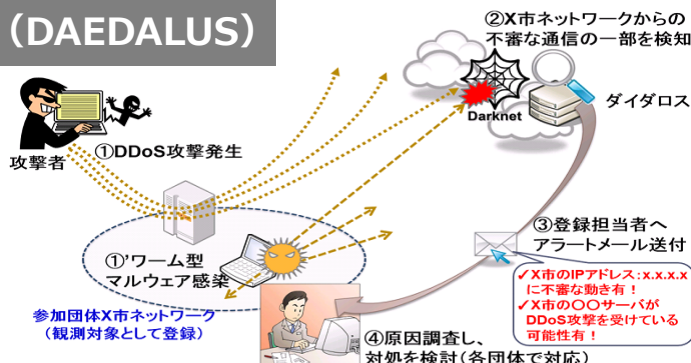 （DAEDALUS）
②X市ネットワークからの
不審な通信の一部を検知
Darknet
ダイダロス
攻撃者
①DDoS攻撃発生
①’ワーム型
マルウェア感染
参加団体X市ネットワーク
（観測対象として登録）
③登録担当者へ
アラートメール送付
✓X市のIPアドレス：x.x.x.x
に不審な動き有！
✓X市の〇〇サーバが
DDoS攻撃を受けている
可能性有！
④原因調査し、
対処を検討（各団体で対応）